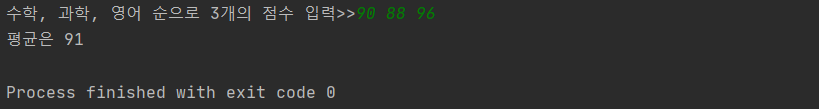 수학, 과학, 영어 순으로 3개의 점수 입력>>90 88 96
평균은 91
Process finished with exit code 0